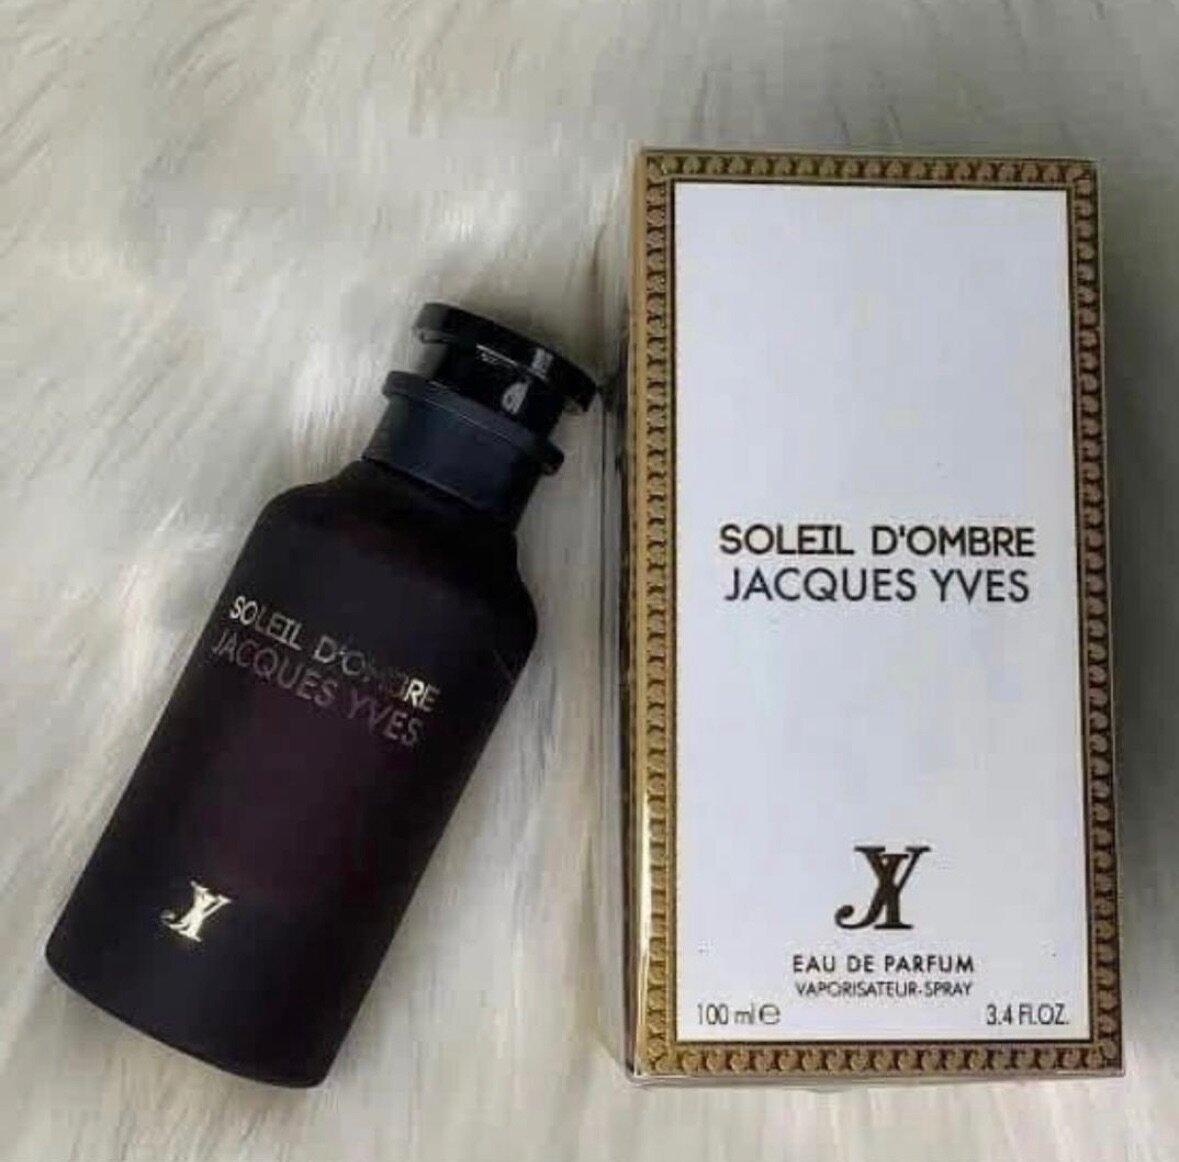 SOLEIL D'OMBRE
JACQUES YVES
JY
SOLEIL D'OMBRE
JACQUES YVES
JY
EAU DE PARFUM
VAPORISATEUR-SPRAY
100 ml ℮ 3.4 FL.OZ.